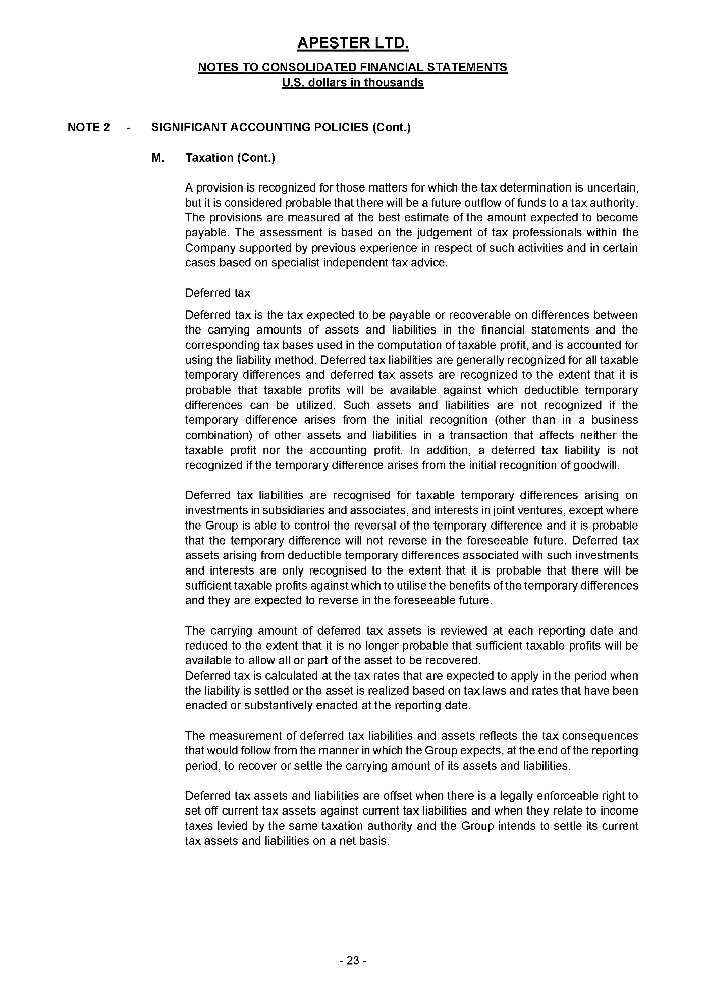 APESTER LTD.
NOTES TO CONSOLIDATED FINANCIAL STATEMENTS
U.S. dollars in thousands
NOTE 2 - SIGNIFICANT ACCOUNTING POLICIES (Cont.)
M. Taxation (Cont.)
A provision is recognized for those matters for which the tax determination is uncertain,
but it is considered probable that there will be a future outflow of funds to a tax authority.
The provisions are measured at the best estimate of the amount expected to become
payable. The assessment is based on the judgement of tax professionals within the
Company supported by previous experience in respect of such activities and in certain
cases based on specialist independent tax advice.
Deferred tax
Deferred tax is the tax expected to be payable or recoverable on differences between
the carrying amounts of assets and liabilities in the financial statements and the
corresponding tax bases used in the computation of taxable profit, and is accounted for
using the liability method. Deferred tax liabilities are generally recognized for all taxable
temporary differences and deferred tax assets are recognized to the extent that it is
probable that taxable profits will be available against which deductible temporary
differences can be utilized. Such assets and liabilities are not recognized if the
temporary difference arises from the initial recognition (other than in a business
combination) of other assets and liabilities in a transaction that affects neither the
taxable profit nor the accounting profit. In addition, a deferred tax liability is not
recognized if the temporary difference arises from the initial recognition of goodwill.
Deferred tax liabilities are recognised for taxable temporary differences arising on
investments in subsidiaries and associates, and interests in joint ventures, except where
the Group is able to control the reversal of the temporary difference and it is probable
that the temporary difference will not reverse in the foreseeable future. Deferred tax
assets arising from deductible temporary differences associated with such investments
and interests are only recognised to the extent that it is probable that there will be
sufficient taxable profits against which to utilise the benefits of the temporary differences
and they are expected to reverse in the foreseeable future.
The carrying amount of deferred tax assets is reviewed at each reporting date and
reduced to the extent that it is no longer probable that sufficient taxable profits will be
available to allow all or part of the asset to be recovered.
Deferred tax is calculated at the tax rates that are expected to apply in the period when
the liability is settled or the asset is realized based on tax laws and rates that have been
enacted or substantively enacted at the reporting date.
The measurement of deferred tax liabilities and assets reflects the tax consequences
that would follow from the manner in which the Group expects, at the end of the reporting
period, to recover or settle the carrying amount of its assets and liabilities.
Deferred tax assets and liabilities are offset when there is a legally enforceable right to
set off current tax assets against current tax liabilities and when they relate to income
taxes levied by the same taxation authority and the Group intends to settle its current
tax assets and liabilities on a net basis.
- 23 -